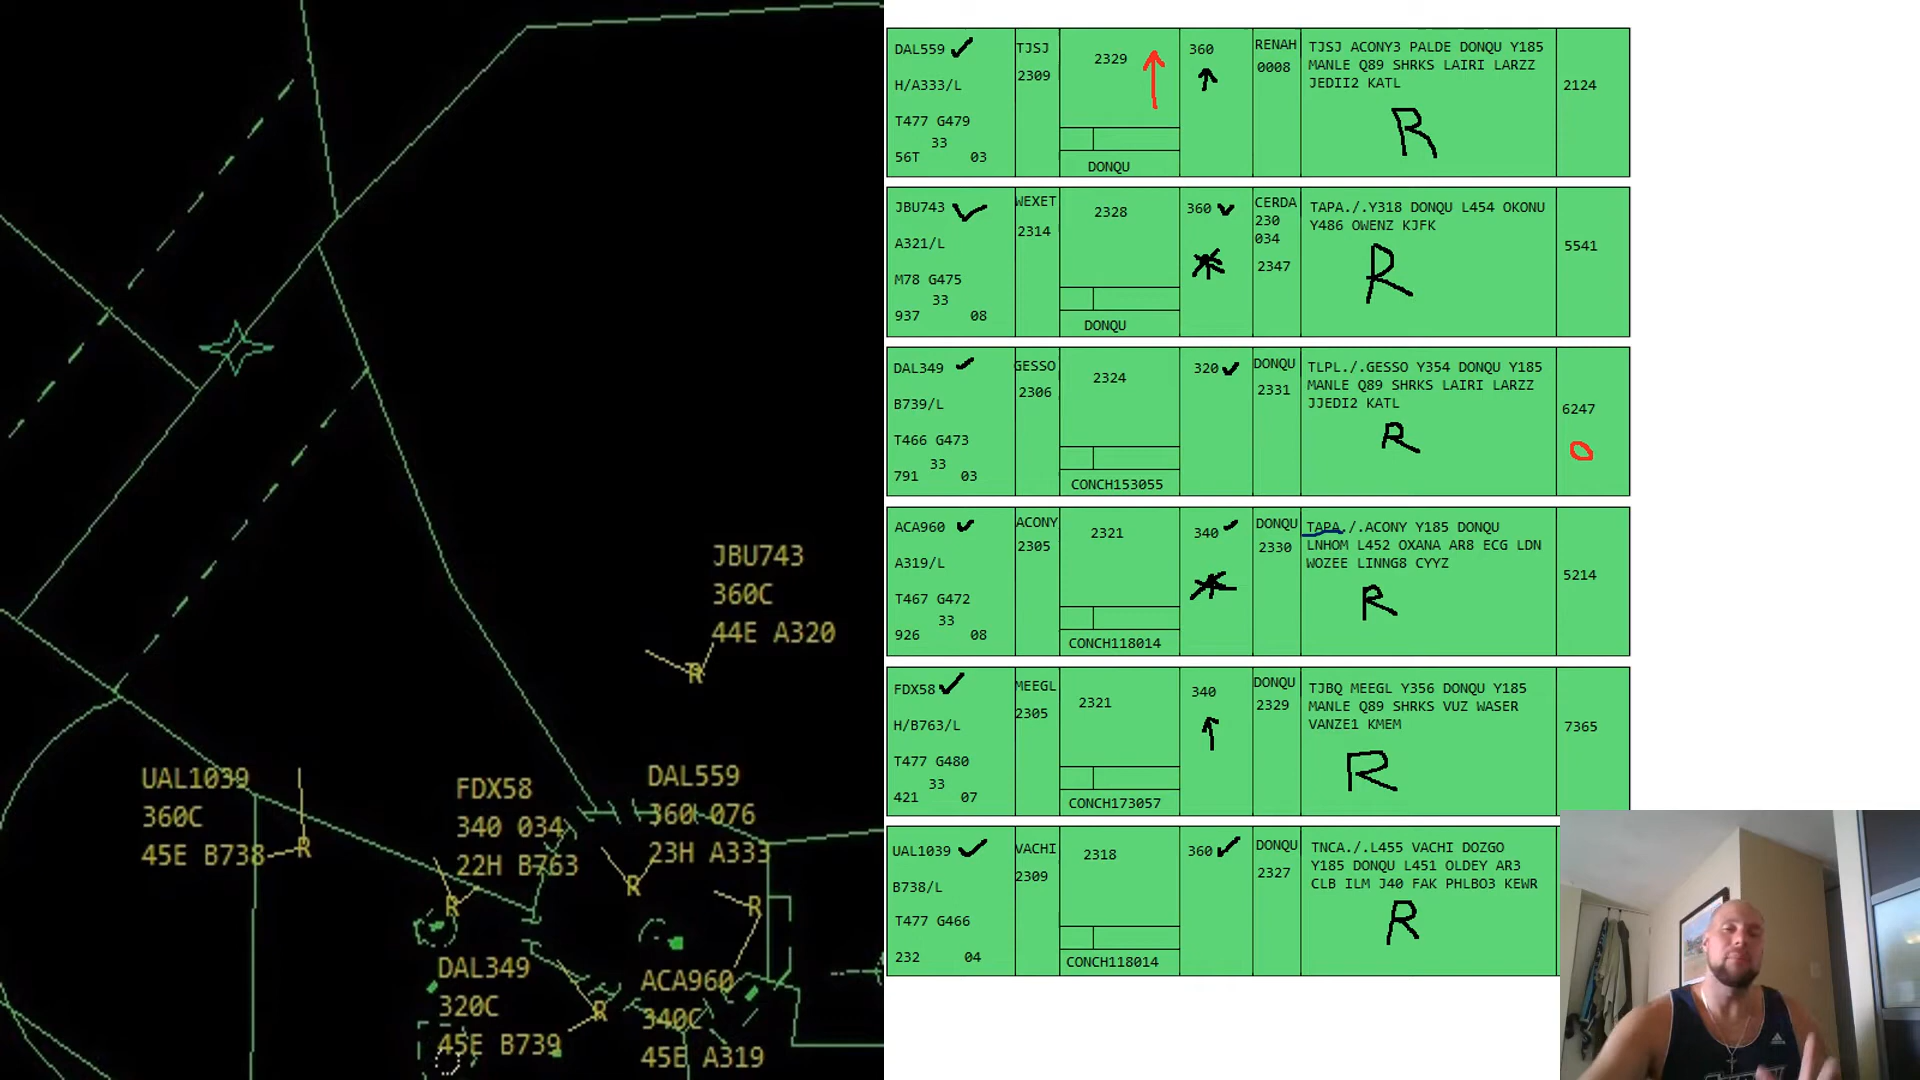 JBU743
360C
44E A320
R
UAL1039
360C
45E B738
R
FDX58
340 034
22H B763
R
DAL559
360 076
23H A333
R
R
DAL349
320C
45E B739
R
ACA960
340C
45E A319
DAL559
H/A333/L
T477 G479
33
56T 03
TJSJ
2309
2329
DONQU
360
RENAH
0008
TJSJ ACONY3 PALDE DONQU Y185
MANLE Q89 SHRKS LAIRI LARZZ
JEDII2 KATL
R
2124
JBU743
A321/L
M78 G475
33
937 08
WEXET
2314
2328
DONQU
360
CERDA
230
034
2347
TAPA./.Y318 DONQU L454 OKONU
Y486 OWENZ KJFK
R
5541
DAL349
B739/L
T466 G473
33
791 03
GESSO
2306
2324
CONCH153055
320
DONQU
2331
TLPL./.GESSO Y354 DONQU Y185
MANLE Q89 SHRKS LAIRI LARZZ
JJEDI2 KATL
R
6247
O
ACA960
A319/L
T467 G472
33
926 08
ACONY
2305
2321
CONCH118014
340
DONQU
2330
TAPA./.ACONY Y185 DONQU
LNHOM L452 OXANA AR8 ECG LDN
WOZEE LINNG8 CYYZ
R
5214
FDX58
H/B763/L
T477 G480
33
421 07
MEEGL
2305
2321
CONCH173057
340
DONQU
2329
TJBQ MEEGL Y356 DONQU Y185
MANLE Q89 SHRKS VUZ WASER
VANZE1 KMEM
R
7365
UAL1039
B738/L
T477 G466
232 04
VACHI
2309
2318
CONCH118014
360
DONQU
2327
TNCA./.L455 VACHI DOZGO
Y185 DONQU L451 OLDEY AR3
CLB ILM J40 FAK PHLBO3 KEWR
R